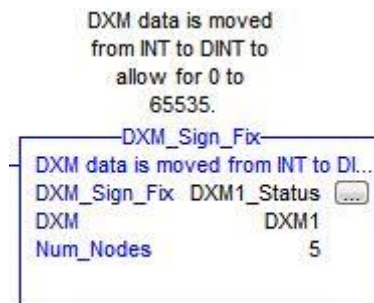 DXM data is moved
from INT to DINT to
allow for 0 to
65535.
DXM_Sign_Fix
DXM data is moved from INT to DI...
DXM_Sign_Fix DXM1_Status ...
DXM DXM1
Num_Nodes 5